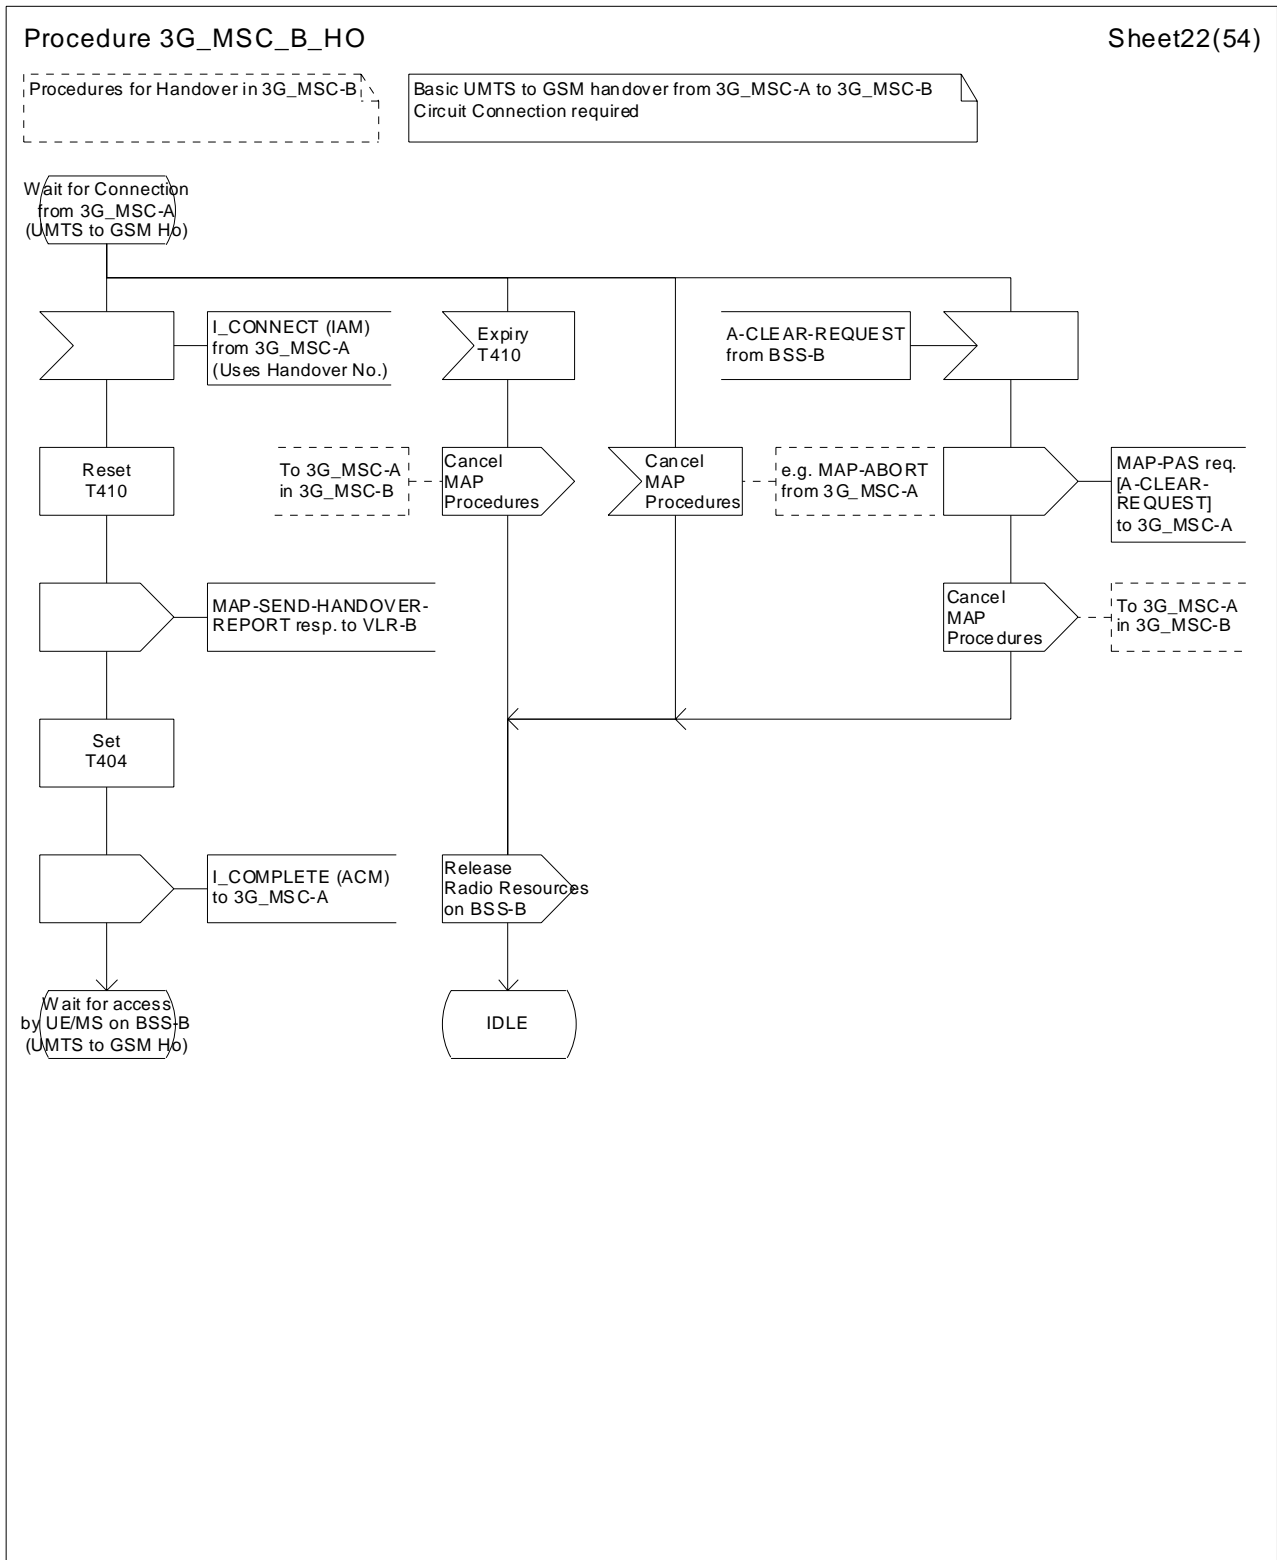 Procedure 3G_MSC_B_HO
Sheet22(54)
Procedures for Handover in 3G_MSC-B
Basic UMTS to GSM handover from 3G_MSC-A to 3G_MSC-B
Circuit Connection required
Wait for Connection
from 3G_MSC-A
(UMTS to GSM Ho)
I_CONNECT (IAM)
from 3G_MSC-A
(Uses Handover No.)
Expiry
T410
A-CLEAR-REQUEST
from BSS-B
Reset
T410
To 3G_MSC-A
in 3G_MSC-B
Cancel
MAP
Procedures
Cancel
MAP
Procedures
e.g. MAP-ABORT
from 3G_MSC-A
MAP-PAS req.
[A-CLEAR-
REQUEST]
to 3G_MSC-A
MAP-SEND-HANDOVER-
REPORT resp. to VLR-B
Cancel
MAP
Procedures
To 3G_MSC-A
in 3G_MSC-B
Set
T404
I_COMPLETE (ACM)
to 3G_MSC-A
Release
Radio Resources
on BSS-B
Wait for access
by UE/MS on BSS-B
(UMTS to GSM Ho)
IDLE